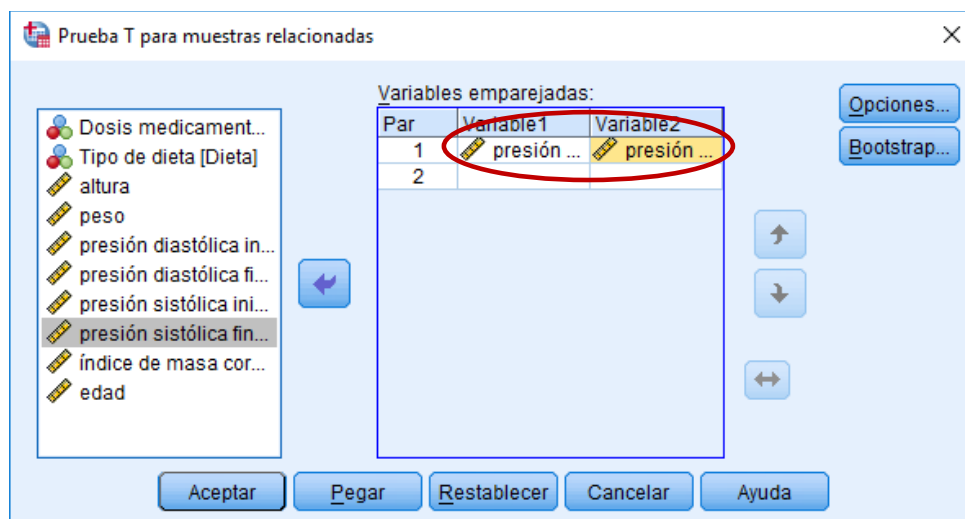 Prueba T para muestras relacionadas
Dosis medicament...
Tipo de dieta [Dieta]
altura
peso
presión diastólica in...
presión diastólica fi...
presión sistólica ini...
presión sistólica fin...
índice de masa cor...
edad
Variables emparejadas:
Par Variable1 Variable2
1 presión ... presión ...
2
Opciones...
Bootstrap...
Aceptar Pegar Restablecer Cancelar Ayuda